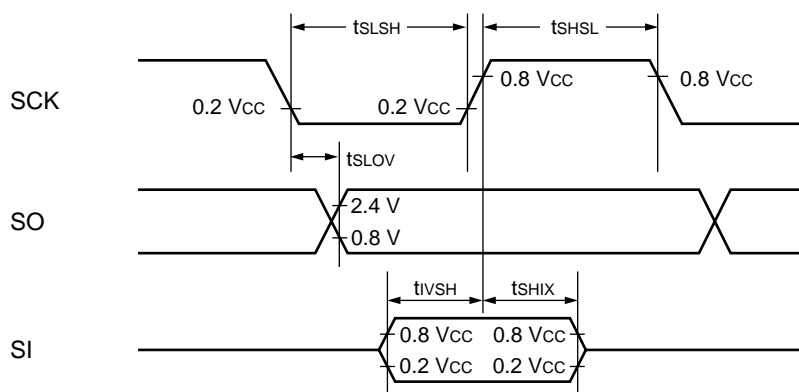 tSLSH tSHSL
SCK 0.2 VCC 0.2 VCC 0.8 VCC 0.8 VCC
tSLOV
SO 2.4 V
0.8 V
tIVSH tSHIX
SI 0.8 VCC 0.8 VCC
0.2 VCC 0.2 VCC